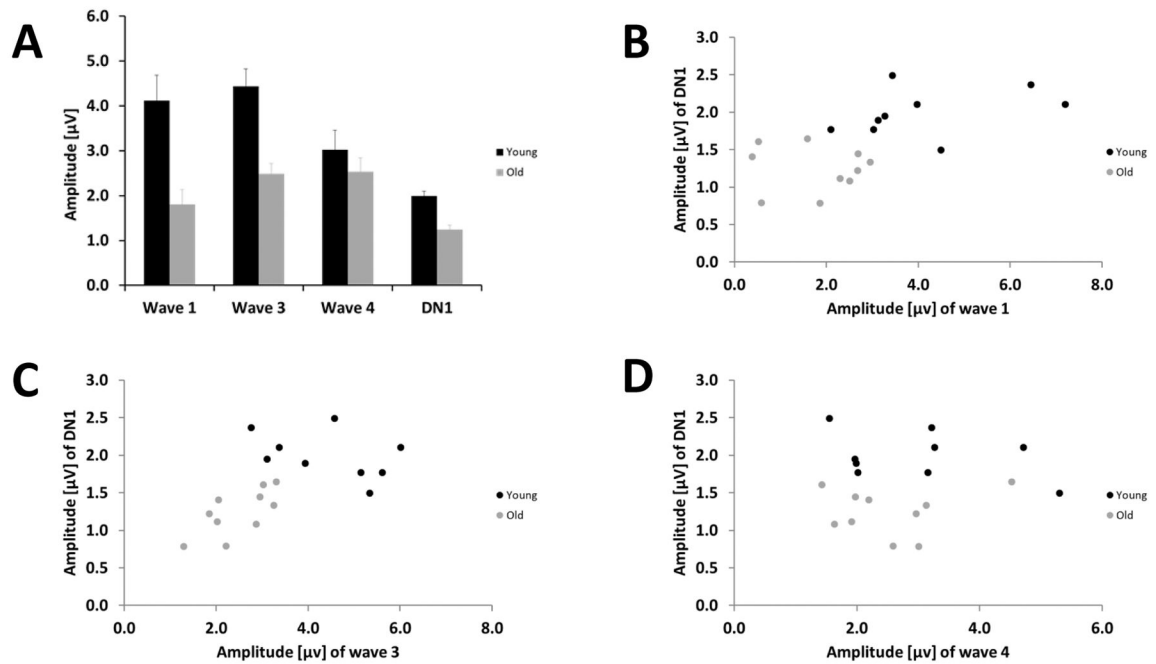 A
6.0
5.0
4.0
3.0
2.0
1.0
0.0
Amplitude [µV]
Wave 1 Wave 3 Wave 4 DN1
Young
Old
B
3.0
2.5
2.0
1.5
1.0
0.5
0.0
Amplitude [µV] of DN1
0.0 2.0 4.0 6.0 8.0
Amplitude [µv] of wave 1
Young
Old
C
3.0
2.5
2.0
1.5
1.0
0.5
0.0
Amplitude [µV] of DN1
0.0 2.0 4.0 6.0 8.0
Amplitude [µv] of wave 3
Young
Old
D
3.0
2.5
2.0
1.5
1.0
0.5
0.0
Amplitude [µV] of DN1
0.0 2.0 4.0 6.0
Amplitude [µv] of wave 4
Young
Old